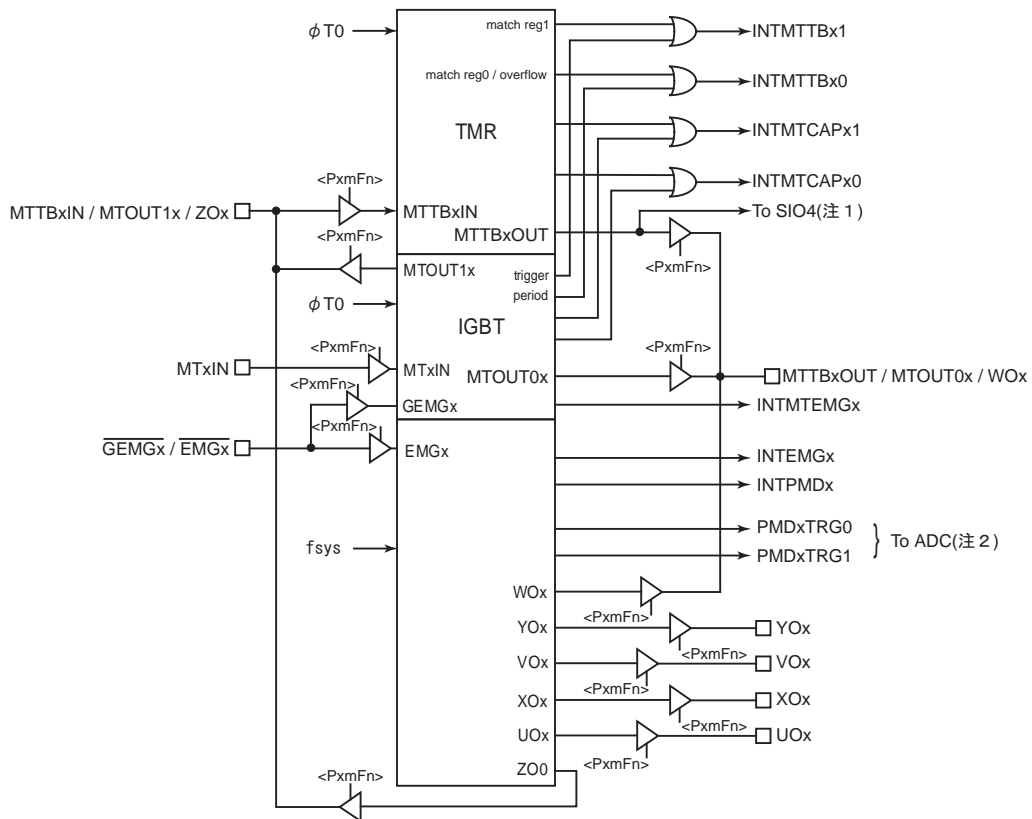 φT0
match reg1
INTMTTBx1
match reg0 / overflow
INTMTTBx0
TMR
INTMTCAPx1
<PxmFn>
INTMTCAPx0
MTTBxIN / MTOUT1x / ZOx
MTTBxIN
To SIO4(注1)
MTTBxOUT
<PxmFn>
<PxmFn>
MTOUT1x
trigger
φT0
period
IGBT
<PxmFn>
<PxmFn>
MTxIN
MTxIN
MTOUT0x
MTTBxOUT / MTOUT0x / WOx
<PxmFn>
GEMGx
INTMTEMGx
<PxmFn>
GEMGx / EMGx
EMGx
INTEMGx
INTPMDx
PMDxTRG0
To ADC(注2)
fsys
PMDxTRG1
WOx
<PxmFn>
YOx
YOx
<PxmFn>
VOx
VOx
<PxmFn>
XOx
XOx
<PxmFn>
UOx
UOx
<PxmFn>
ZO0
<PxmFn>